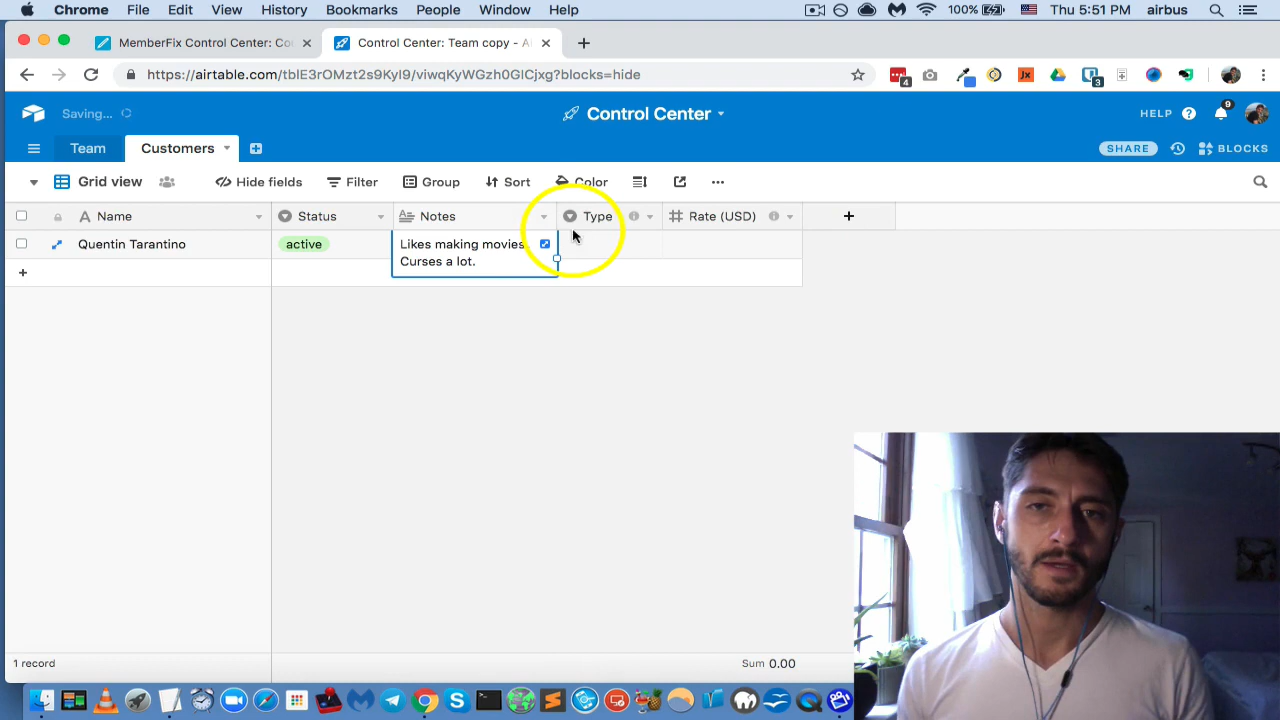 Chrome File Edit View History Bookmarks People Window Help 100% Thu 5:51 PM airbus
MemberFix Control Center: Co
Control Center: Team copy - A
https://airtable.com/tblE3rOMzt2s9KyI9/viwqKyWGzh0GlCjxg?blocks=hide
4
3
Saving...
Control Center
HELP
9
Team
Customers
SHARE
BLOCKS
Grid view
Hide fields
Filter
Group
Sort
Color
Name Status Notes Type Rate (USD)
Quentin Tarantino active Likes making movies.
Curses a lot.
1 record
Sum 0.00